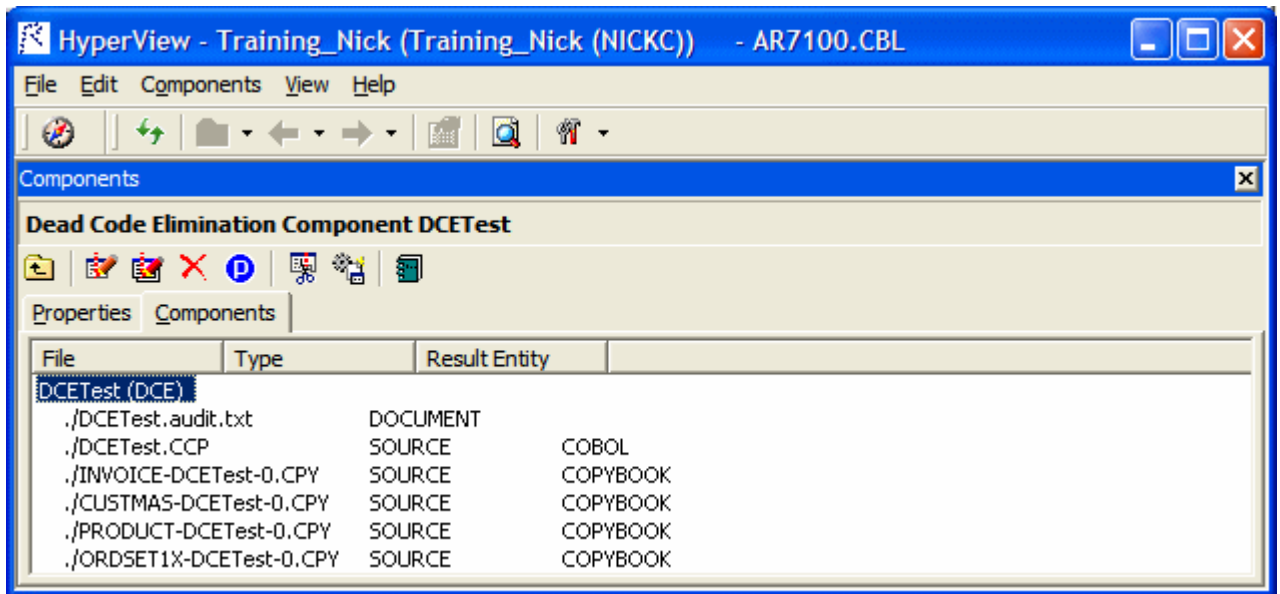 HyperView - Training_Nick (Training_Nick (NICKC)) - AR7100.CBL
File Edit Components View Help
Components
Dead Code Elimination Component DCETest
Properties Components
File Type Result Entity
DCETest (DCE)
./DCETest.audit.txt DOCUMENT
./DCETest.CCP SOURCE COBOL
./INVOICE-DCETest-0.CPY SOURCE COPYBOOK
./CUSTMAS-DCETest-0.CPY SOURCE COPYBOOK
./PRODUCT-DCETest-0.CPY SOURCE COPYBOOK
./ORDSET1X-DCETest-0.CPY SOURCE COPYBOOK